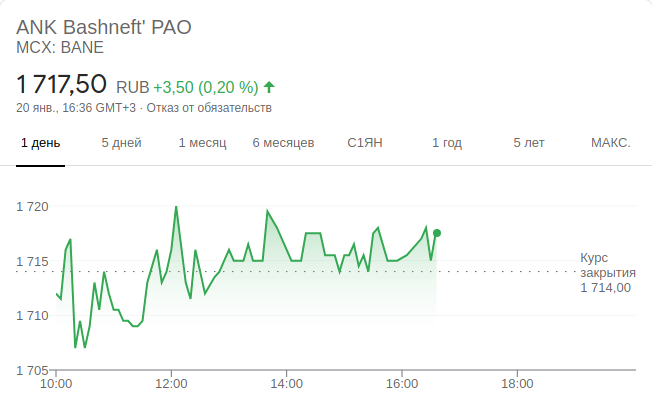 ANK Bashneft' PAO
MCX: BANE
1 717,50 RUB +3,50 (0,20 %)
20 янв., 16:36 GMT+3 · Отказ от обязательств
1 день 5 дней 1 месяц 6 месяцев С1ЯН 1 год 5 лет МАКС.
1 720
1 715
1 710
1 705
Курс
закрытия
1 714,00
10:00 12:00 14:00 16:00 18:00